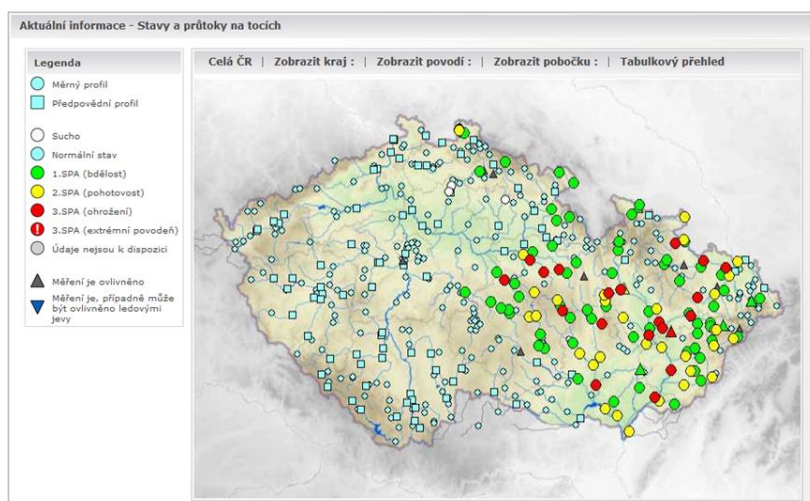 Aktuální informace - Stavy a průtoky na tocích
Legenda
Měrný profil
Předpovědní profil
Sucho
Normální stav
1.SPA (bdělost)
2.SPA (pohotovost)
3.SPA (ohrožení)
3.SPA (extrémní povodeň)
Údaje nejsou k dispozici
Měření je ovlivněno
Měření je, případně může
být ovlivněno ledovými
jevy
Celá ČR | Zobrazit kraj : | Zobrazit povodí : | Zobrazit pobočku : | Tabulkový přehled